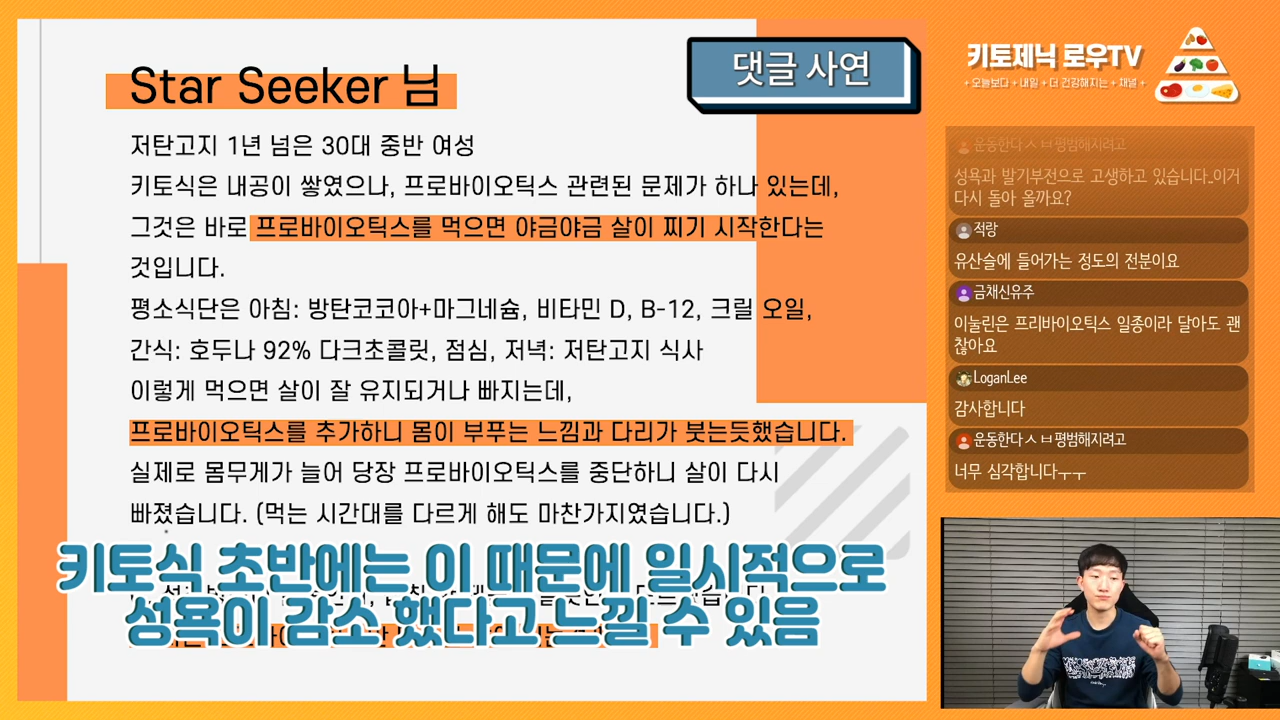 Star Seeker 님
댓글 사연
저탄고지 1년 넘은 30대 중반 여성
키토식은 내공이 쌓였으나, 프로바이오틱스 관련된 문제가 하나 있는데,
그것은 바로 프로바이오틱스를 먹으면 야금야금 살이 찌기 시작한다는
것입니다.
평소식단은 아침: 방탄코코아+마그네슘, 비타민 D, B-12, 크릴 오일,
간식: 호두나 92% 다크초콜릿, 점심, 저녁: 저탄고지 식사
이렇게 먹으면 살이 잘 유지되거나 빠지는데,
프로바이오틱스를 추가하니 몸이 부푸는 느낌과 다리가 붓는듯했습니다.
실제로 몸무게가 늘어 당장 프로바이오틱스를 중단하니 살이 다시
빠졌습니다. (먹는 시간대를 다르게 해도 마찬가지였습니다.)
키토식 초반에는 이 때문에 일시적으로
성욕이 감소 했다고 느낄 수 있음
키토제닉 로우TV
+ 오늘보다 + 내일 + 더 건강해지는 + 채널 +
운동한다ㅅㅂ평범해지려고
성욕과 발기부전으로 고생하고 있습니다..이거
다시 돌아 올까요?
적랑
유산슬에 들어가는 정도의 전분이요
금채신유주
이눌린은 프리바이오틱스 일종이라 달아도 괜
찮아요
LoganLee
감사합니다
운동한다ㅅㅂ평범해지려고
너무 심각합니다ㅜㅜ